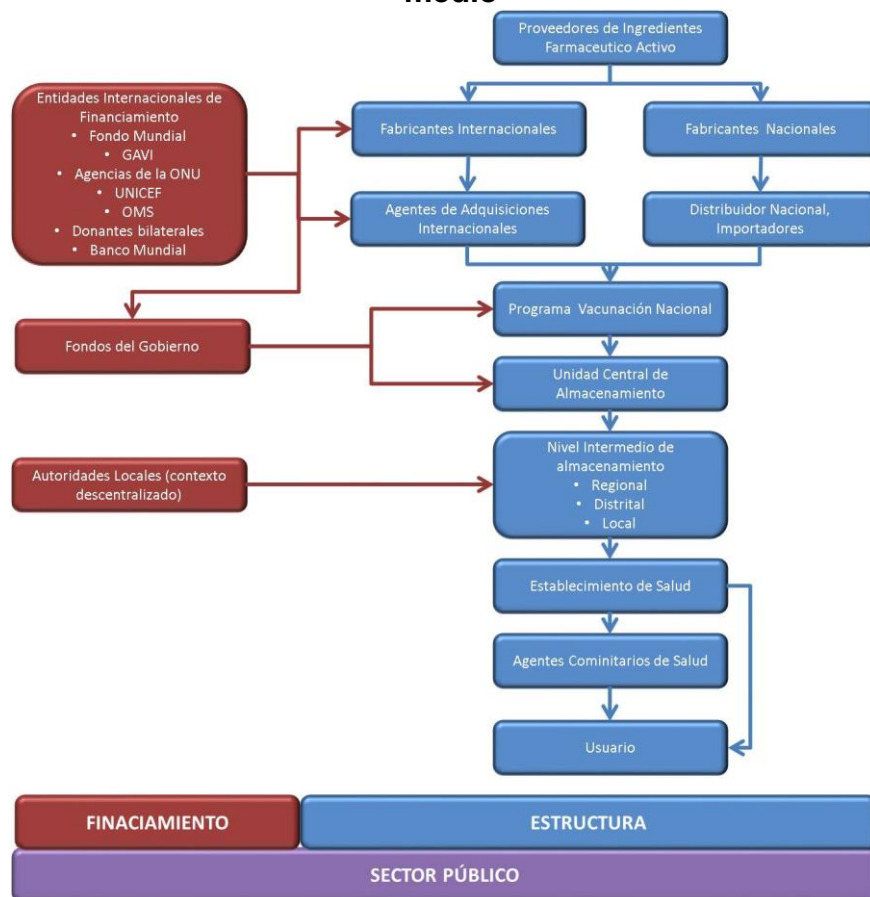 medio
Proveedores de Ingredientes
Farmaceutico Activo
Entidades Internacionales de
Financiamiento
• Fondo Mundial
• GAVI
• Agencias de la ONU
• UNICEF
• OMS
• Donantes bilaterales
• Banco Mundial
Fabricantes Internacionales
Fabricantes Nacionales
Agentes de Adquisiciones
Internacionales
Distribuidor Nacional,
Importadores
Programa Vacunación Nacional
Fondos del Gobierno
Unidad Central de
Almacenamiento
Nivel Intermedio de
almacenamiento
• Regional
• Distrital
• Local
Autoridades Locales (contexto
descentralizado)
Establecimiento de Salud
Agentes Cominitarios de Salud
Usuario
FINACIAMIENTO
ESTRUCTURA
SECTOR PÚBLICO